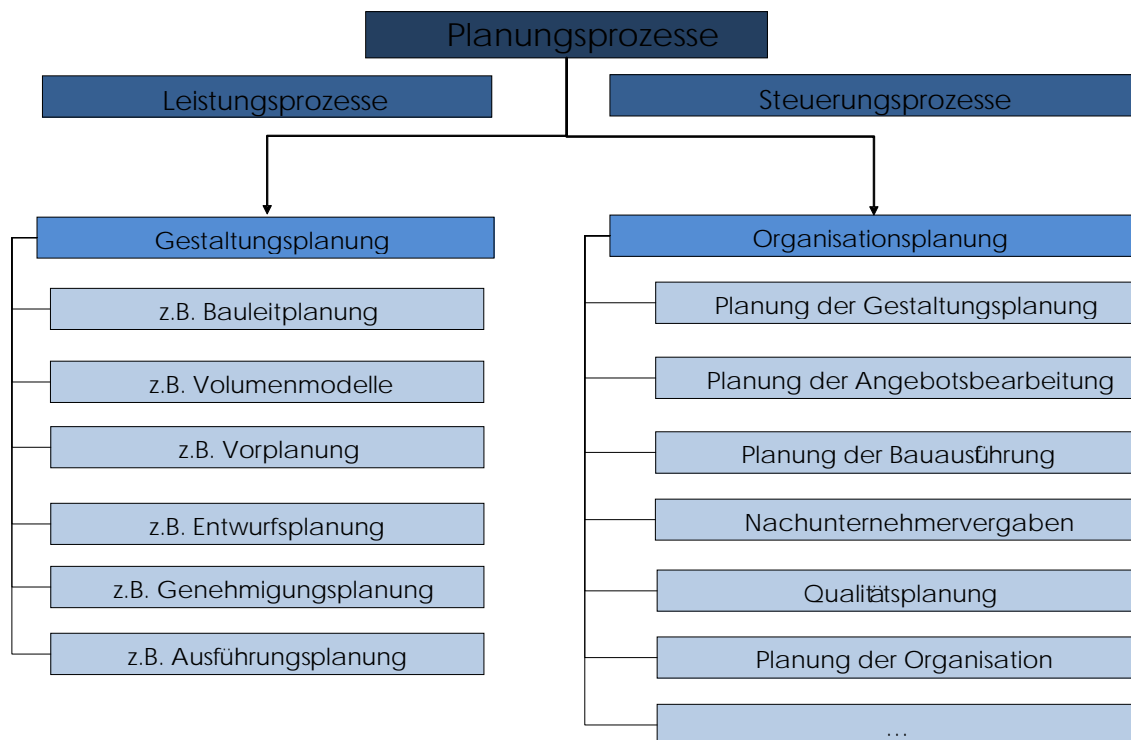 Planungsprozesse
Leistungsprozesse
Steuerungsprozesse
Gestaltungsplanung
z.B. Bauleitplanung
z.B. Volumenmodelle
z.B. Vorplanung
z.B. Entwurfsplanung
z.B. Genehmigungsplanung
z.B. Ausführungsplanung
Organisationsplanung
Planung der Gestaltungsplanung
Planung der Angebotsbearbeitung
Planung der Bauausführung
Nachunternehmervergaben
Qualitätsplanung
Planung der Organisation
...